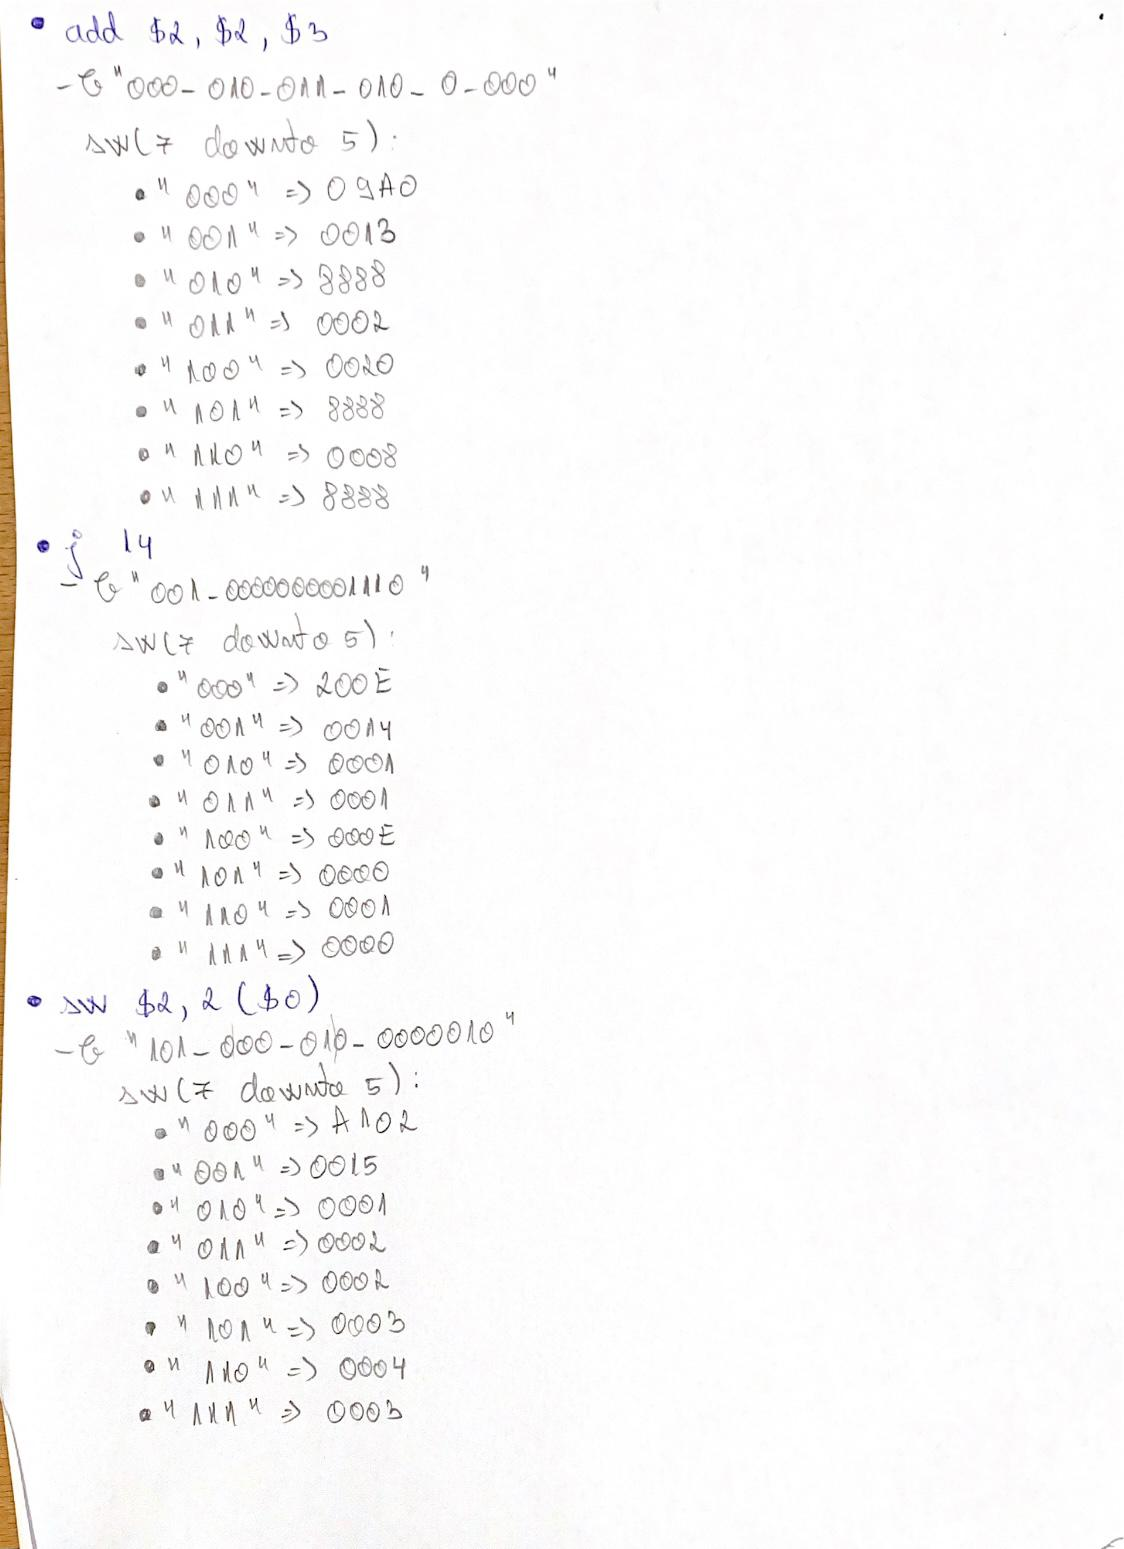 • add $2, $2, $3
- B "000-010-011-010-0-000"
sw(7 downto 5):
• "000" => 09A0
• "001" => 0013
• "010" => 8888
• "011" => 0002
• "100" => 0020
• "101" => 8888
• "110" => 0008
• "111" => 8888
• j 14
- B "001-0000000001110"
sw(7 downto 5):
• "000" => 200E
• "001" => 0014
• "010" => 0001
• "011" => 0001
• "100" => 000E
• "101" => 0000
• "110" => 0001
• "111" => 0000
• sw $2, 2 ($0)
- B "101-000-010-0000010"
sw(7 downto 5):
• "000" => A102
• "001" => 0015
• "010" => 0001
• "011" => 0002
• "100" => 0002
• "101" => 0003
• "110" => 0004
• "111" => 0003